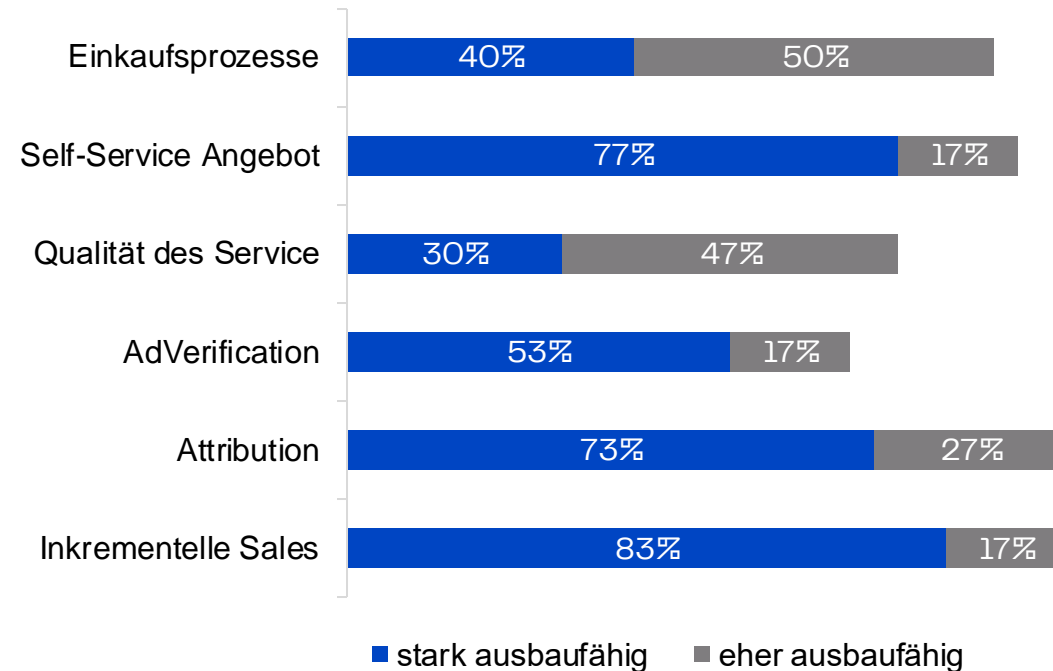 Einkaufsprozesse 40% 50%
Self-Service Angebot 77% 17%
Qualität des Service 30% 47%
AdVerification 53% 17%
Attribution 73% 27%
Inkrementelle Sales 83% 17%
stark ausbaufähig eher ausbaufähig